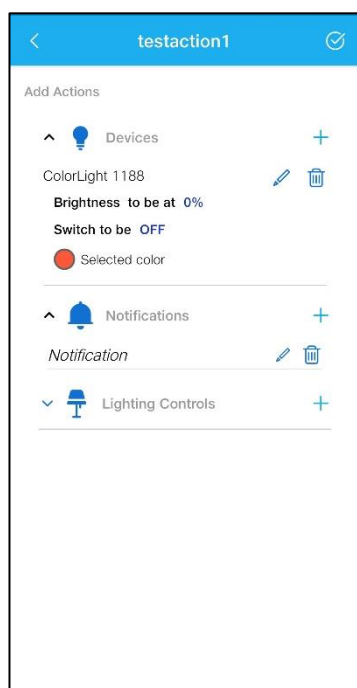 testaction1
Add Actions
Devices
ColorLight 1188
Brightness to be at 0%
Switch to be OFF
Selected color
Notifications
Notification
Lighting Controls